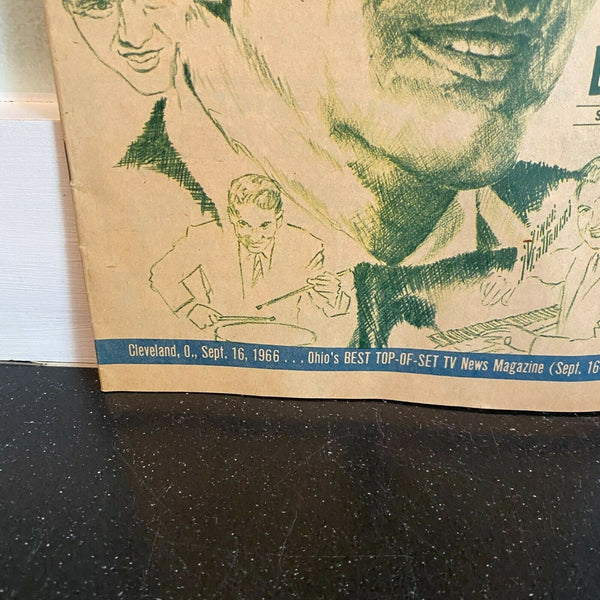 Cleveland, O., Sept. 16, 1966 . . . Ohio's BEST TOP-OF-SET TV News Magazine (Sept. 16